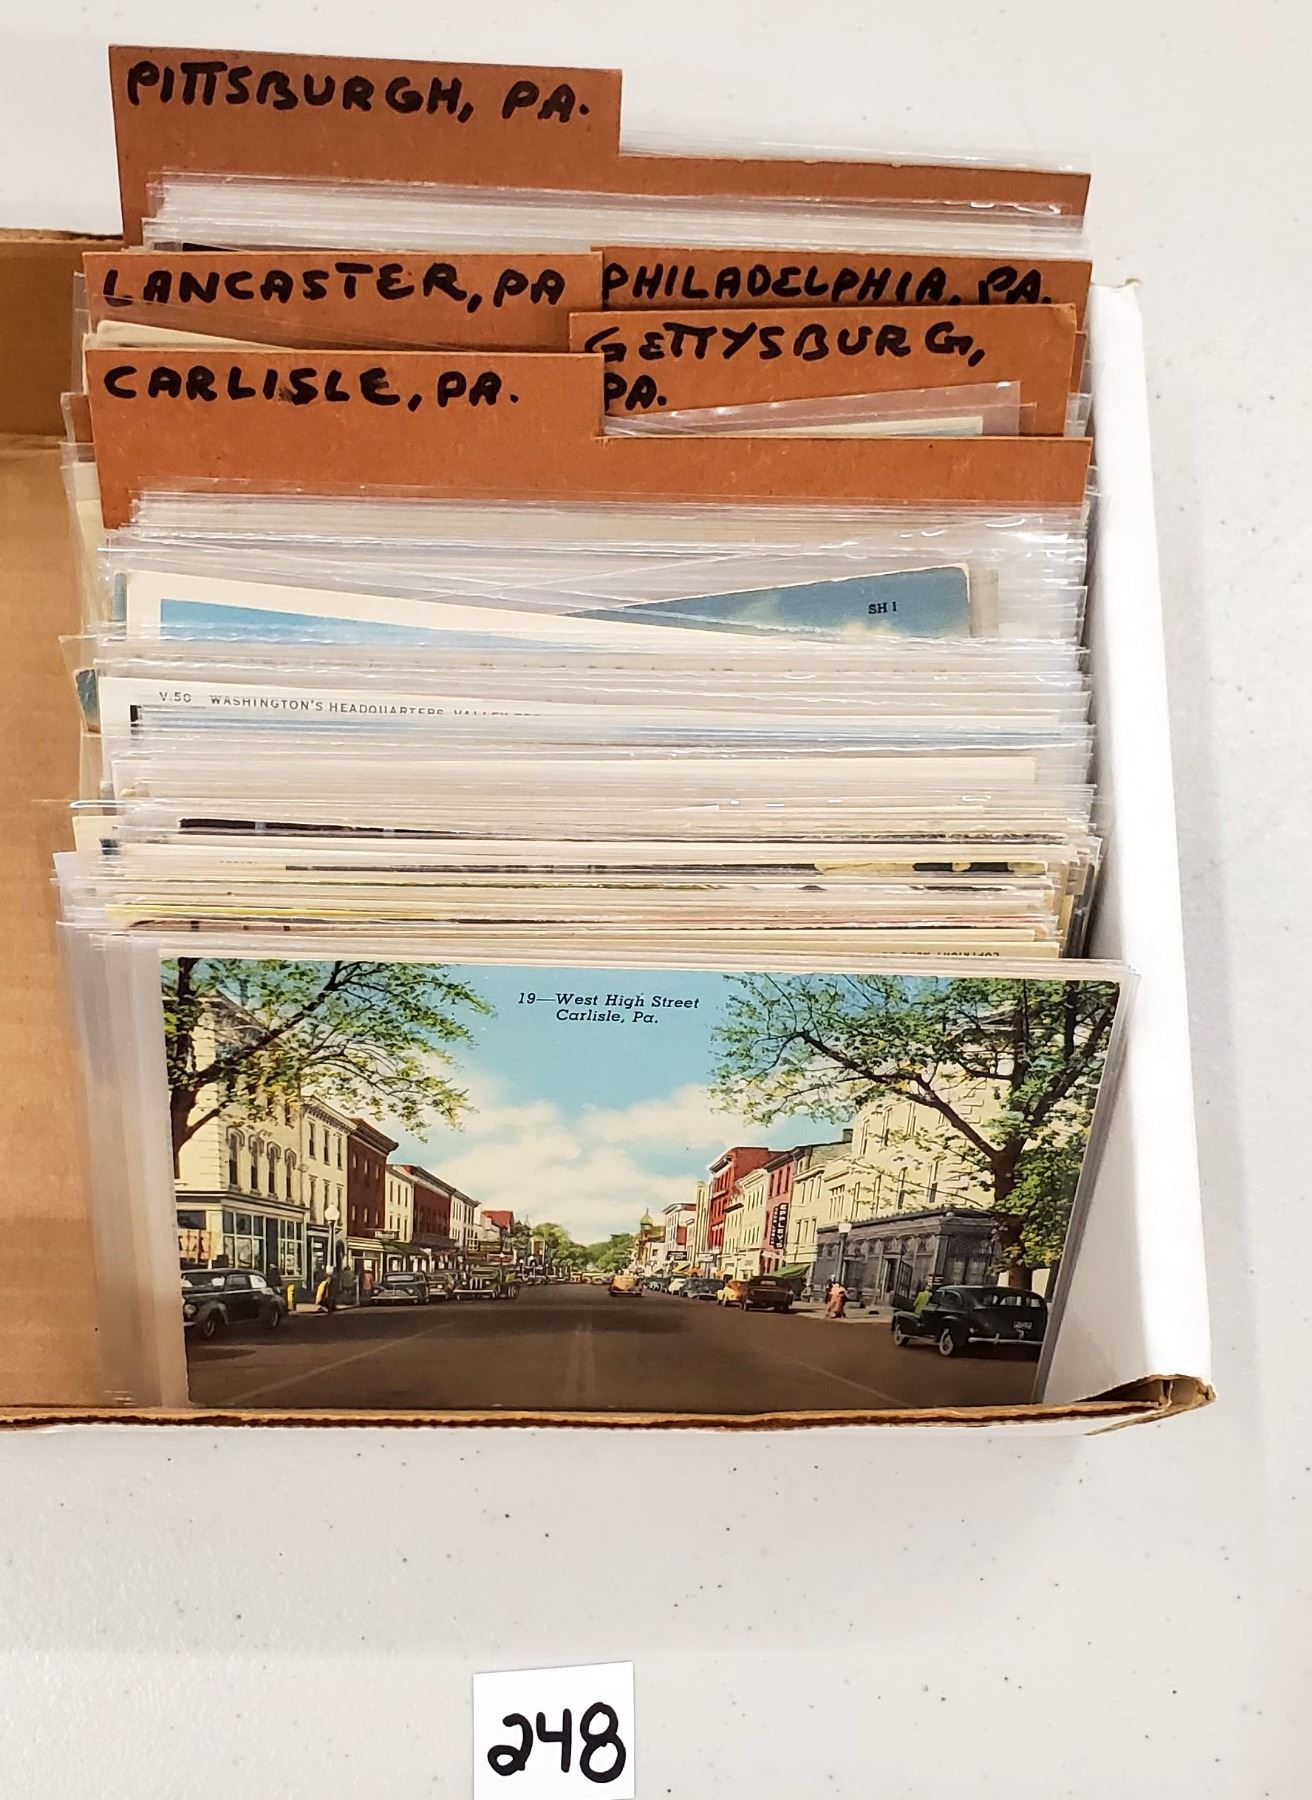 PITTSBURGH, PA.
LANCASTER, PA
PHILADELPHIA, PA.
GETTYSBURG,
PA.
CARLISLE, PA.
SH 1
V.50 WASHINGTON'S HEADQUARTERS, VALLEY
19—West High Street
Carlisle, Pa.
248